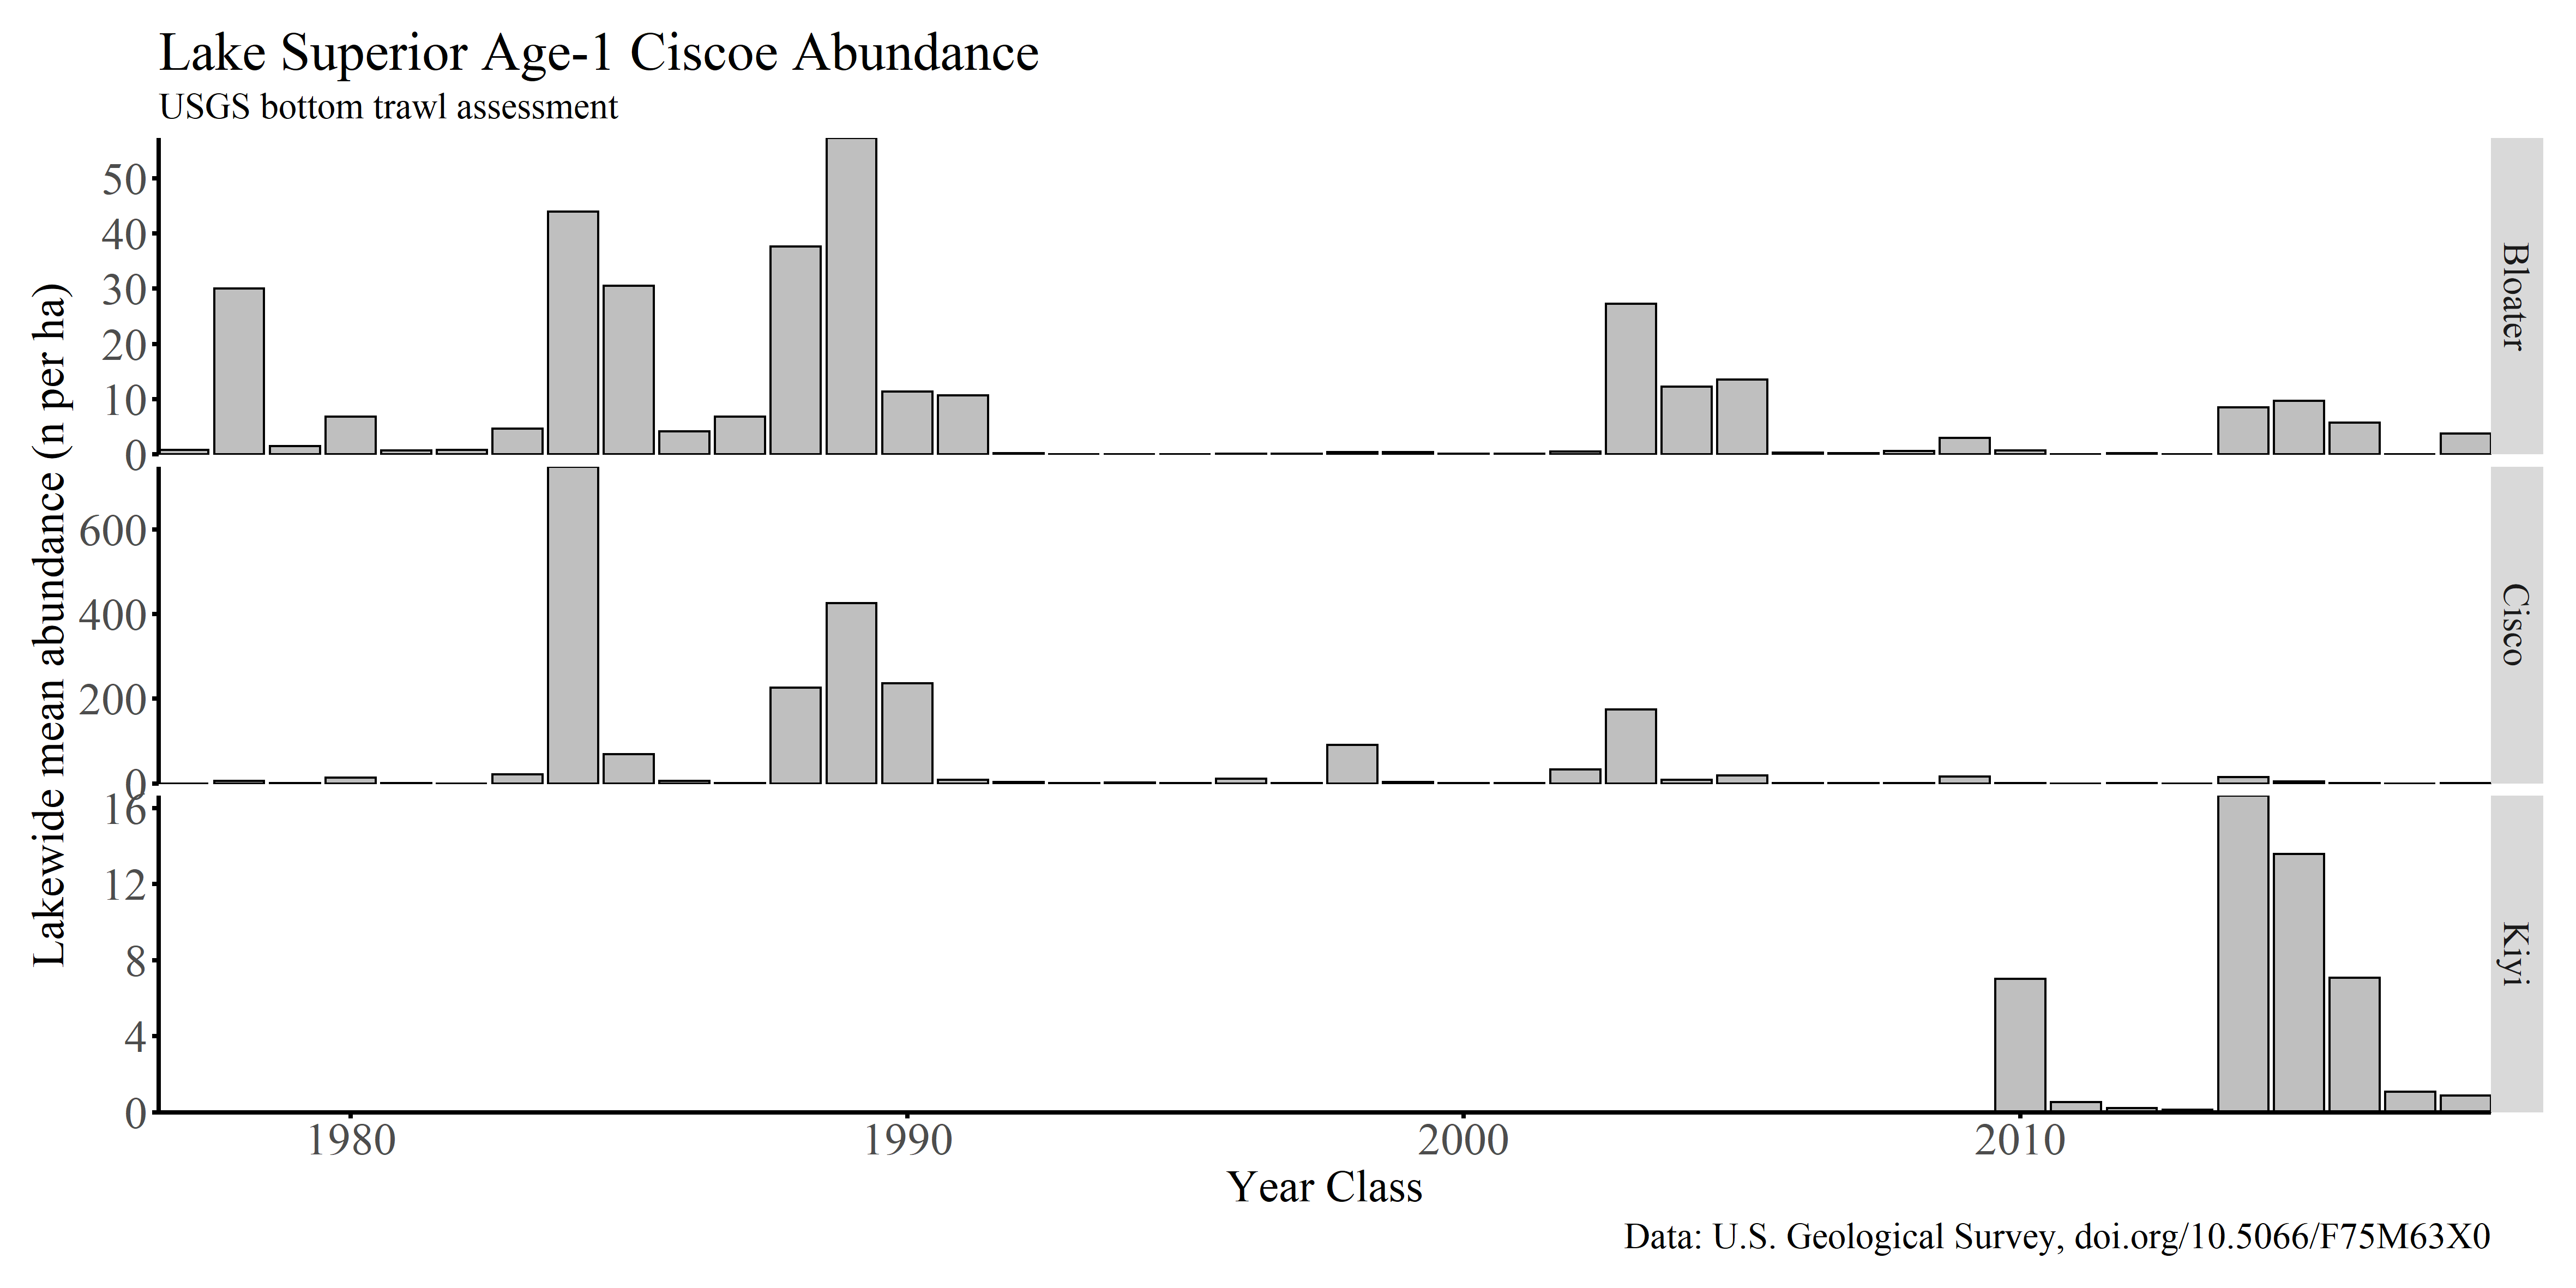 Lake Superior Age-1 Ciscoe Abundance
USGS bottom trawl assessment
Lakewide mean abundance (n per ha)
50
40
30
20
10
0
Bloater
600
400
200
0
Cisco
16
12
8
4
0
Kiyi
1980
1990
2000
2010
Year Class
Data: U.S. Geological Survey, doi.org/10.5066/F75M63X0